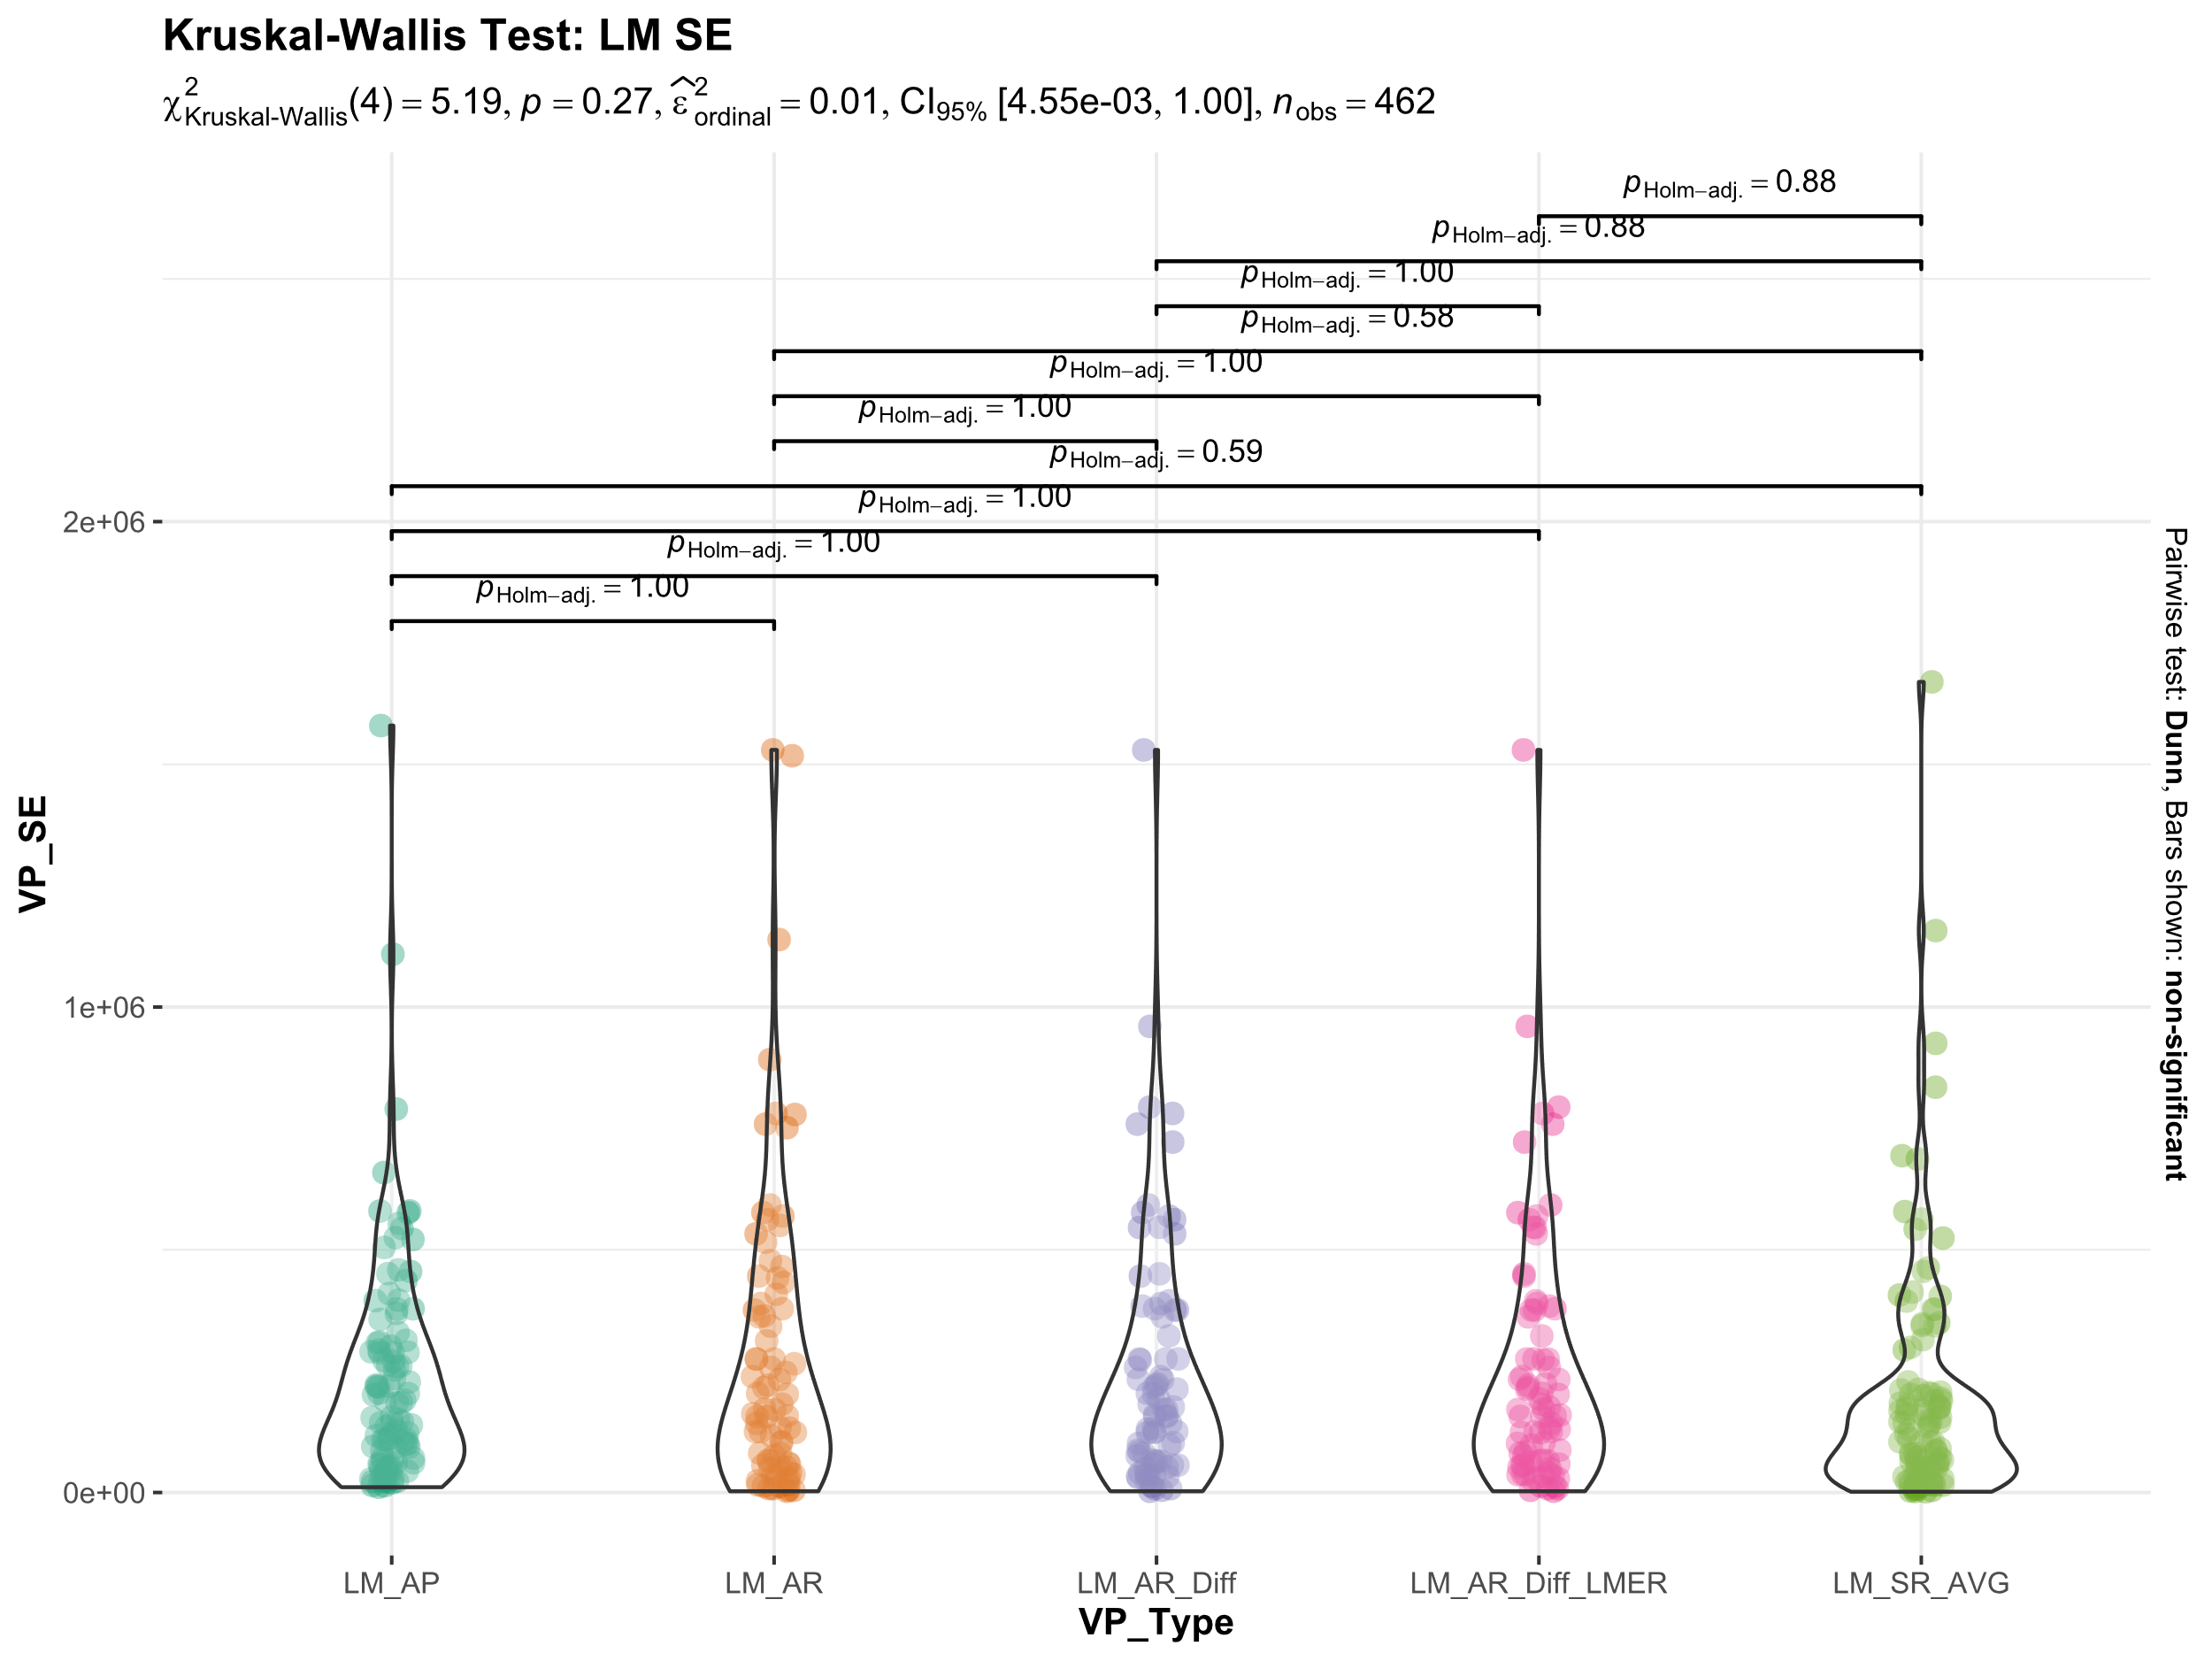 Kruskal-Wallis Test: LM SE
χ²Kruskal-Wallis(4) = 5.19, p = 0.27, ε̂²ordinal = 0.01, CI95% [4.55e-03, 1.00], nobs = 462
pHolm−adj. = 0.88
pHolm−adj. = 0.88
pHolm−adj. = 1.00
pHolm−adj. = 0.58
pHolm−adj. = 1.00
pHolm−adj. = 1.00
pHolm−adj. = 0.59
pHolm−adj. = 1.00
pHolm−adj. = 1.00
pHolm−adj. = 1.00
2e+06
1e+06
0e+00
VP_SE
Pairwise test: Dunn, Bars shown: non-significant
LM_AP
LM_AR
LM_AR_Diff
LM_AR_Diff_LMER
LM_SR_AVG
VP_Type